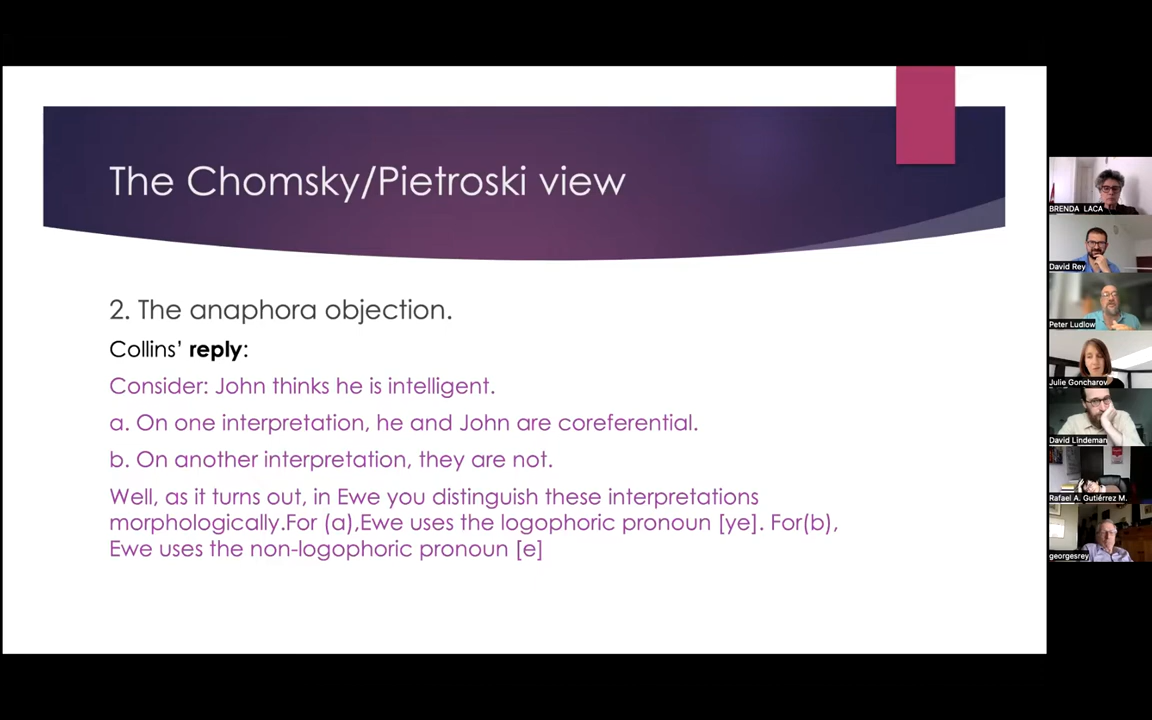 The Chomsky/Pietroski view
2. The anaphora objection.
Collins' reply:
Consider: John thinks he is intelligent.
a. On one interpretation, he and John are coreferential.
b. On another interpretation, they are not.
Well, as it turns out, in Ewe you distinguish these interpretations
morphologically.For (a),Ewe uses the logophoric pronoun [ye]. For(b),
Ewe uses the non-logophoric pronoun [e]
BRENDA LACA
David Rey
Peter Ludlow
Julie Goncharov
David Lindeman
Rafael A. Gutiérrez M.
georgesrey